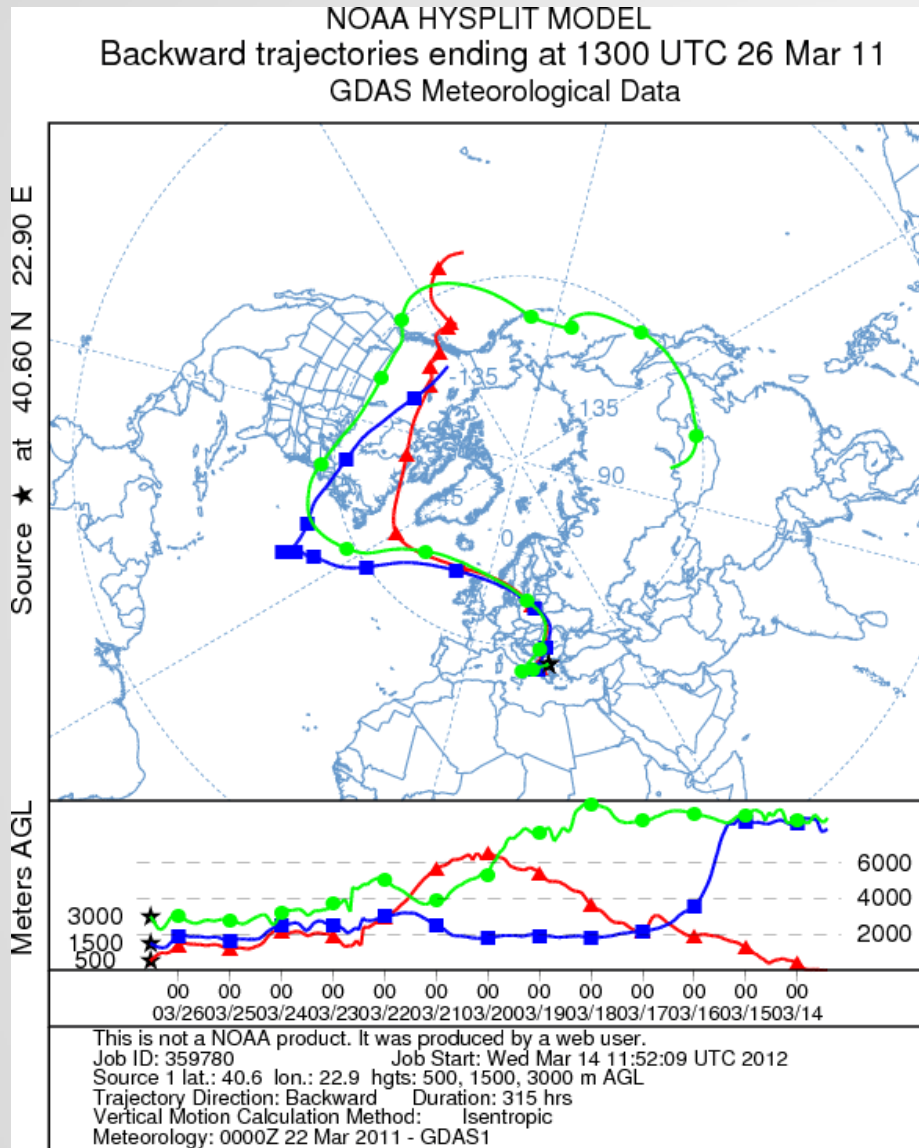 NOAA HYSPLIT MODEL
Backward trajectories ending at 1300 UTC 26 Mar 11
GDAS Meteorological Data
Source ★ at 40.60 N 22.90 E
-135
135
90
45
0
45
Meters AGL
6000
4000
2000
3000
1500
500
00 00 00 00 00 00 00 00 00 00 00 00 00
03/26 03/25 03/24 03/23 03/22 03/21 03/20 03/19 03/18 03/17 03/16 03/15 03/14
This is not a NOAA product. It was produced by a web user.
Job ID: 359780 Job Start: Wed Mar 14 11:52:09 UTC 2012
Source 1 lat.: 40.6 lon.: 22.9 hgts: 500, 1500, 3000 m AGL
Trajectory Direction: Backward Duration: 315 hrs
Vertical Motion Calculation Method: Isentropic
Meteorology: 0000Z 22 Mar 2011 - GDAS1